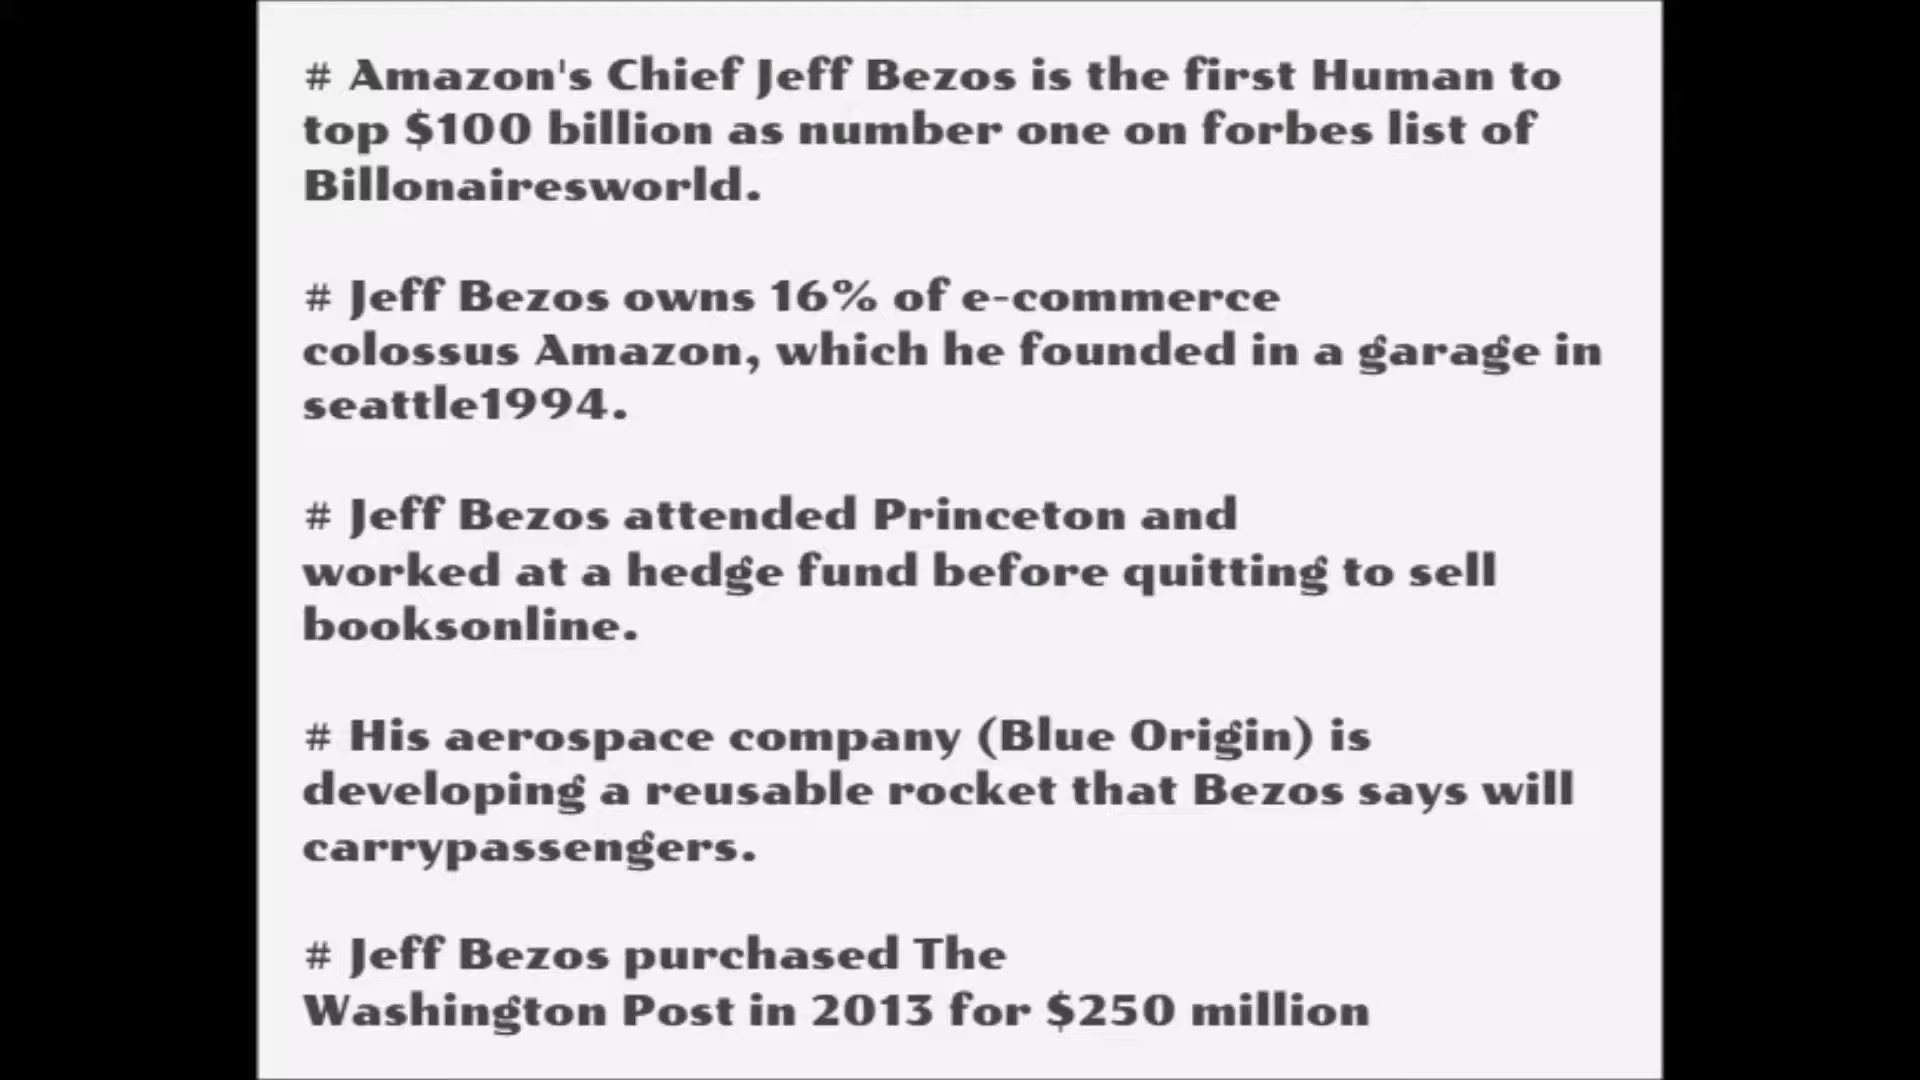 # Amazon's Chief Jeff Bezos is the first Human to
top $100 billion as number one on forbes list of
Billonairesworld.
# Jeff Bezos owns 16% of e-commerce
colossus Amazon, which he founded in a garage in
seattle1994.
# Jeff Bezos attended Princeton and
worked at a hedge fund before quitting to sell
booksonline.
# His aerospace company (Blue Origin) is
developing a reusable rocket that Bezos says will
carrypassengers.
# Jeff Bezos purchased The
Washington Post in 2013 for $250 million